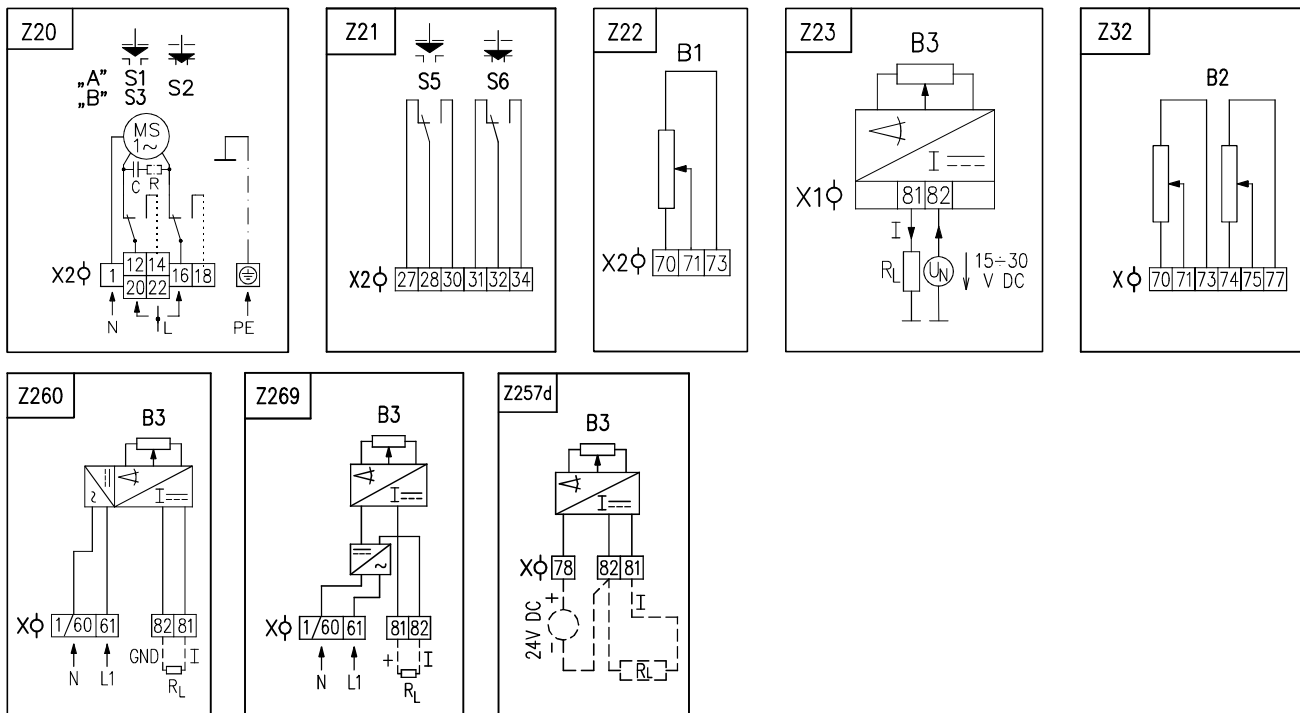 Z20
„A” S1 S2
„B” S3
MS
1~
C R
12 14
X2 1 16 18
20 22
N L PE
Z21
S5 S6
X2 27 28 30 31 32 34
Z22
B1
X2 70 71 73
Z23
B3
I
X1 81 82
I
RL UN 15÷30
V DC
Z32
B2
X 70 71 73 74 75 77
Z260
B3
~ I
X 1/60 61 82 81
GND I
N L1 RL
Z269
B3
I
~
X 1/60 61 81 82
+ I
N L1 RL
Z257d
B3
I
X 78 82 81
+ I
24V DC
− RL